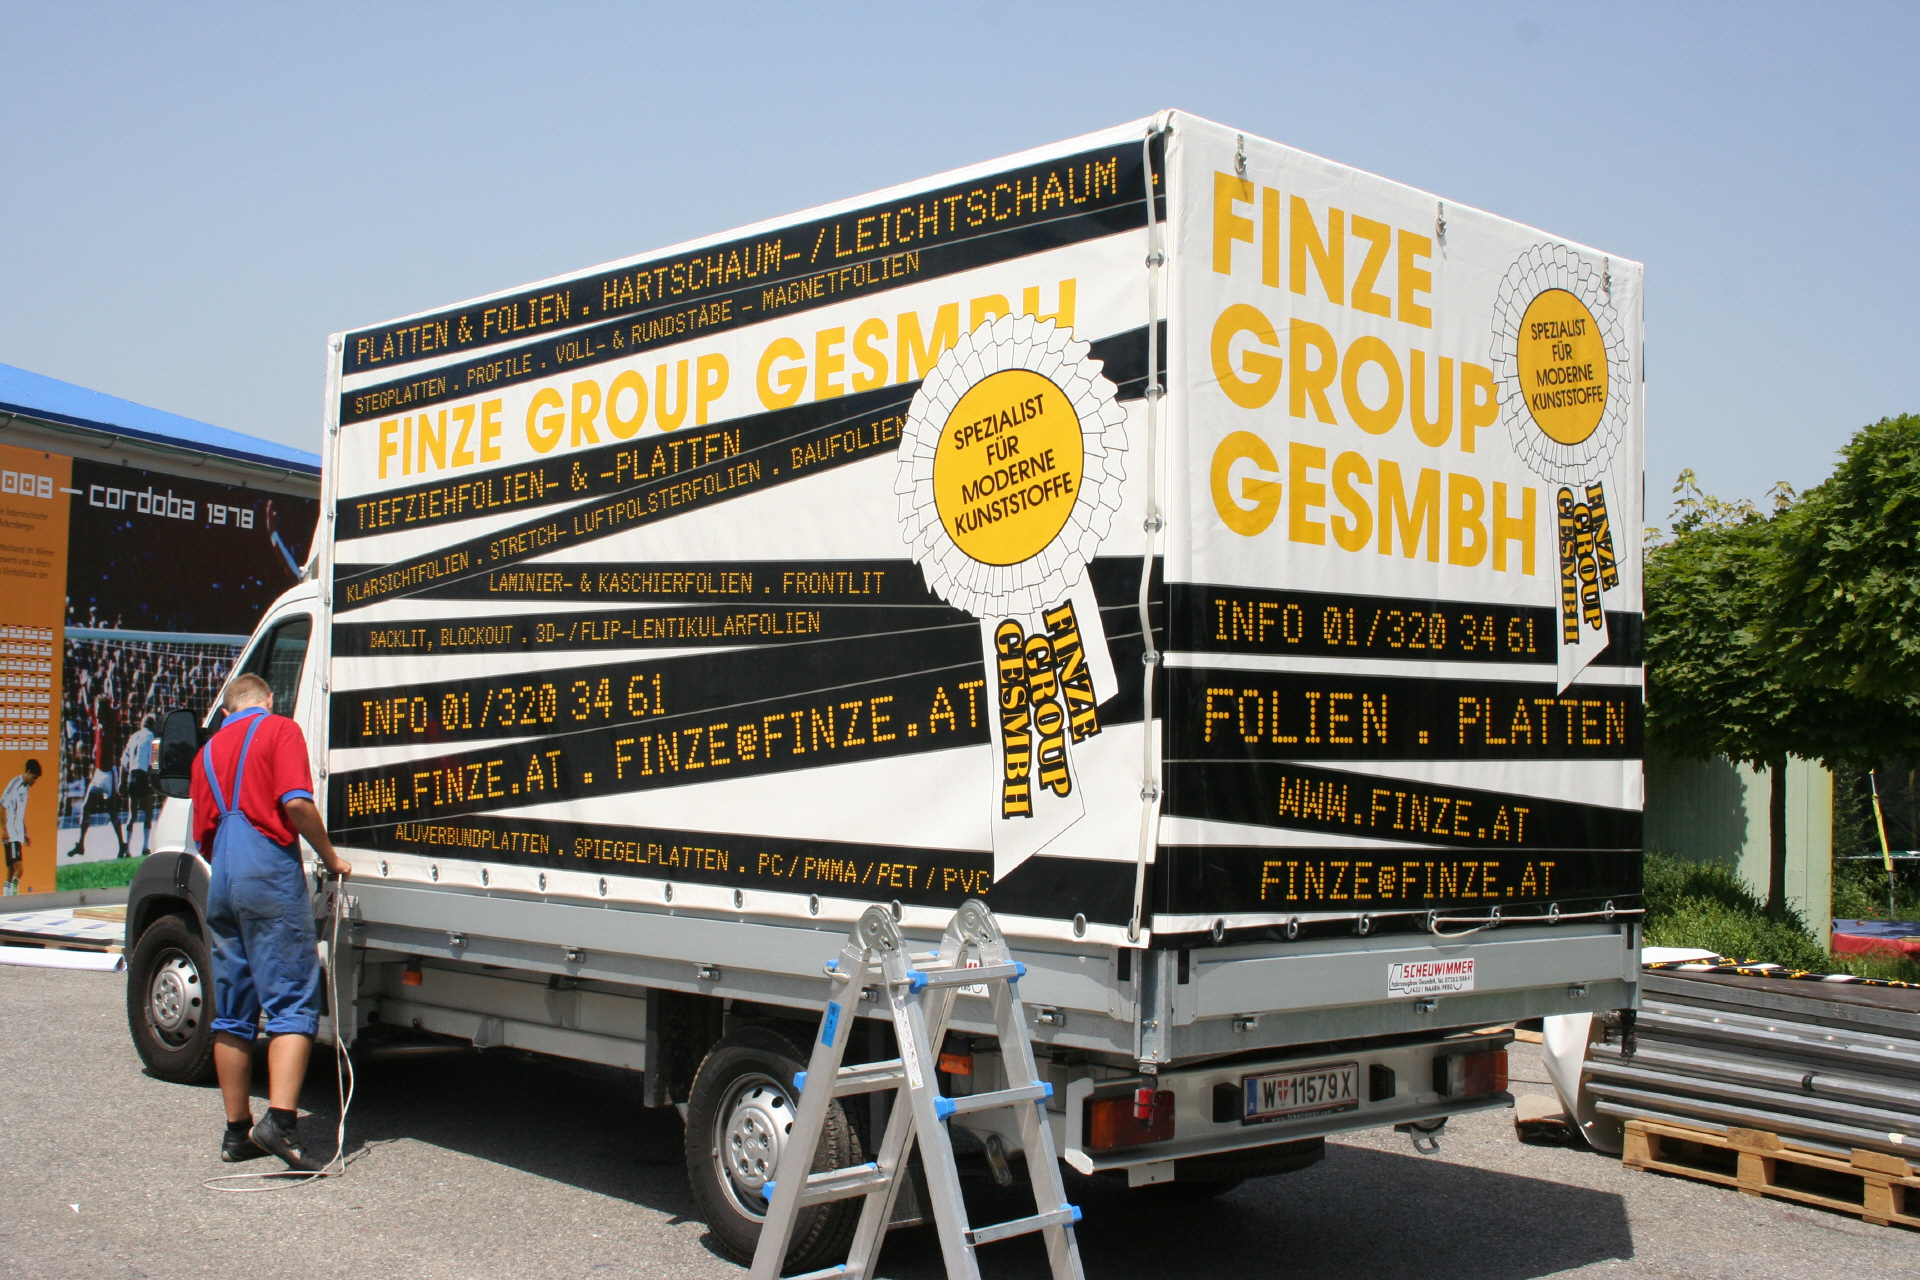 PLATTEN & FOLIEN . HARTSCHAUM- / LEICHTSCHAUM .
STEGPLATTEN . PROFILE . VOLL- & RUNDSTÄBE - MAGNETFOLIEN
FINZE GROUP GESMBH
TIEFZIEHFOLIEN- & -PLATTEN
KLARSICHTFOLIEN . STRETCH- LUFTPOLSTERFOLIEN . BAUFOLIEN
LAMINIER- & KASCHIERFOLIEN . FRONTLIT
BACKLIT, BLOCKOUT . 3D- / FLIP-LENTIKULARFOLIEN
INFO 01/320 34 61
WWW.FINZE.AT . FINZE@FINZE.AT
ALUVERBUNDPLATTEN . SPIEGELPLATTEN . PC / PMMA / PET / PVC
SPEZIALIST
FÜR
MODERNE
KUNSTSTOFFE
FINZE
GROUP
GESMBH
FINZE
GROUP
GESMBH
SPEZIALIST
FÜR
MODERNE
KUNSTSTOFFE
FINZE
GROUP
GESMBH
INFO 01/320 34 61
FOLIEN . PLATTEN
WWW.FINZE.AT
FINZE@FINZE.AT
SCHEUWIMMER
W 11579 X
A
008 – cordoba 1978